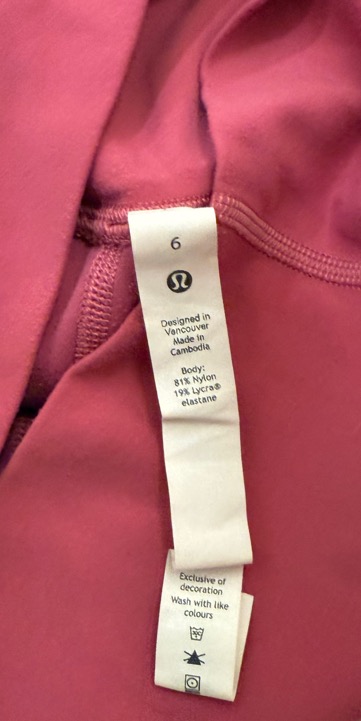 6
Designed in
Vancouver
Made in
Cambodia
Body:
81% Nylon
19% Lycra®
elastane
Exclusive of
decoration
Wash with like
colours